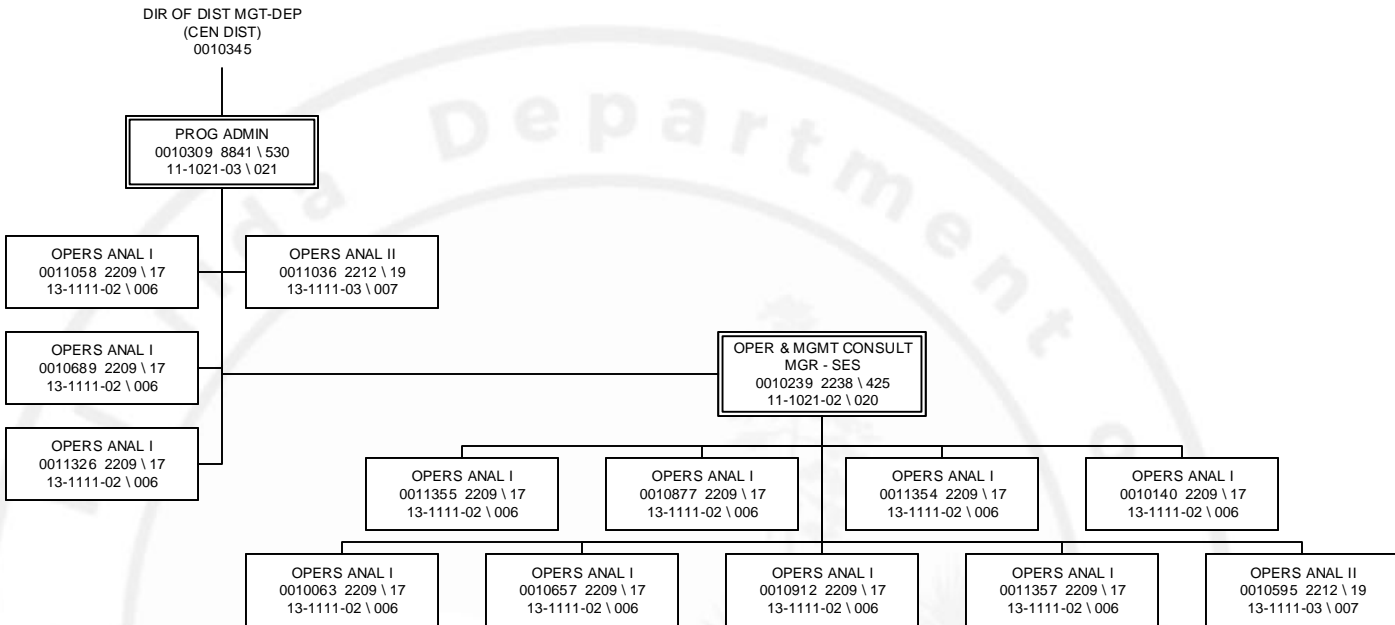 DIR OF DIST MGT-DEP
(CEN DIST)
0010345
PROG ADMIN
0010309 8841 \ 530
11-1021-03 \ 021
OPERS ANAL I
0011058 2209 \ 17
13-1111-02 \ 006
OPERS ANAL II
0011036 2212 \ 19
13-1111-03 \ 007
OPERS ANAL I
0010689 2209 \ 17
13-1111-02 \ 006
OPER & MGMT CONSULT
MGR - SES
0010239 2238 \ 425
11-1021-02 \ 020
OPERS ANAL I
0011326 2209 \ 17
13-1111-02 \ 006
OPERS ANAL I
0011355 2209 \ 17
13-1111-02 \ 006
OPERS ANAL I
0010877 2209 \ 17
13-1111-02 \ 006
OPERS ANAL I
0011354 2209 \ 17
13-1111-02 \ 006
OPERS ANAL I
0010140 2209 \ 17
13-1111-02 \ 006
OPERS ANAL I
0010063 2209 \ 17
13-1111-02 \ 006
OPERS ANAL I
0010657 2209 \ 17
13-1111-02 \ 006
OPERS ANAL I
0010912 2209 \ 17
13-1111-02 \ 006
OPERS ANAL I
0011357 2209 \ 17
13-1111-02 \ 006
OPERS ANAL II
0010595 2212 \ 19
13-1111-03 \ 007
Department o